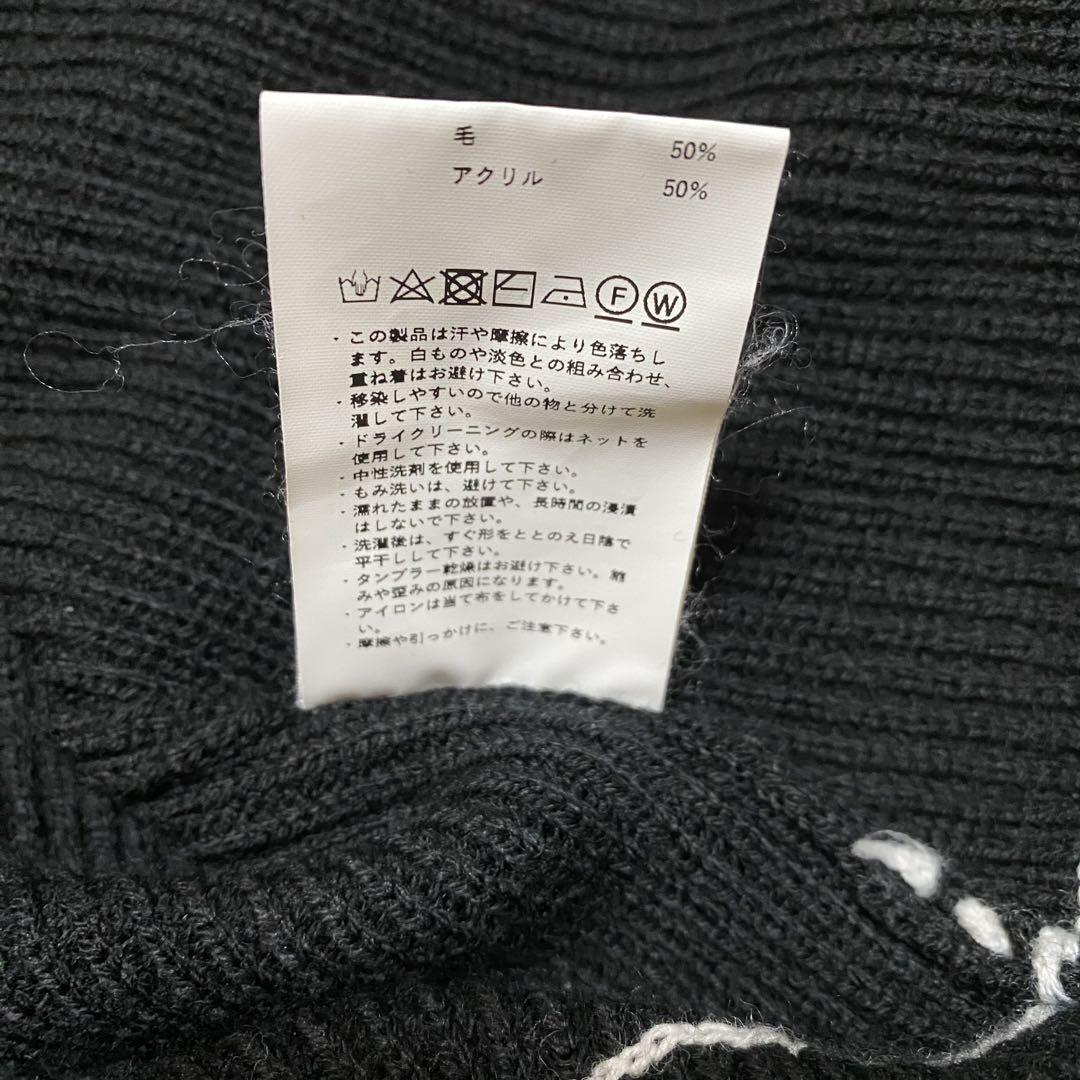 毛 50%
アクリル 50%
F W
・この製品は汗や摩擦により色落ちし
ます。白ものや淡色との組み合わせ、
重ね着はお避け下さい。
・移染しやすいので他の物と分けて洗
濯して下さい。
・ドライクリーニングの際はネットを
使用して下さい。
・中性洗剤を使用して下さい。
・もみ洗いは、避けて下さい。
・濡れたままの放置や、長時間の浸漬
はしないで下さい。
・洗濯後は、すぐ形をととのえ日陰で
平干しして下さい。
・タンブラー乾燥はお避け下さい。縮
みや歪みの原因になります。
・アイロンは当て布をしてかけて下さ
い。
・摩擦や引っかけに、ご注意下さい。